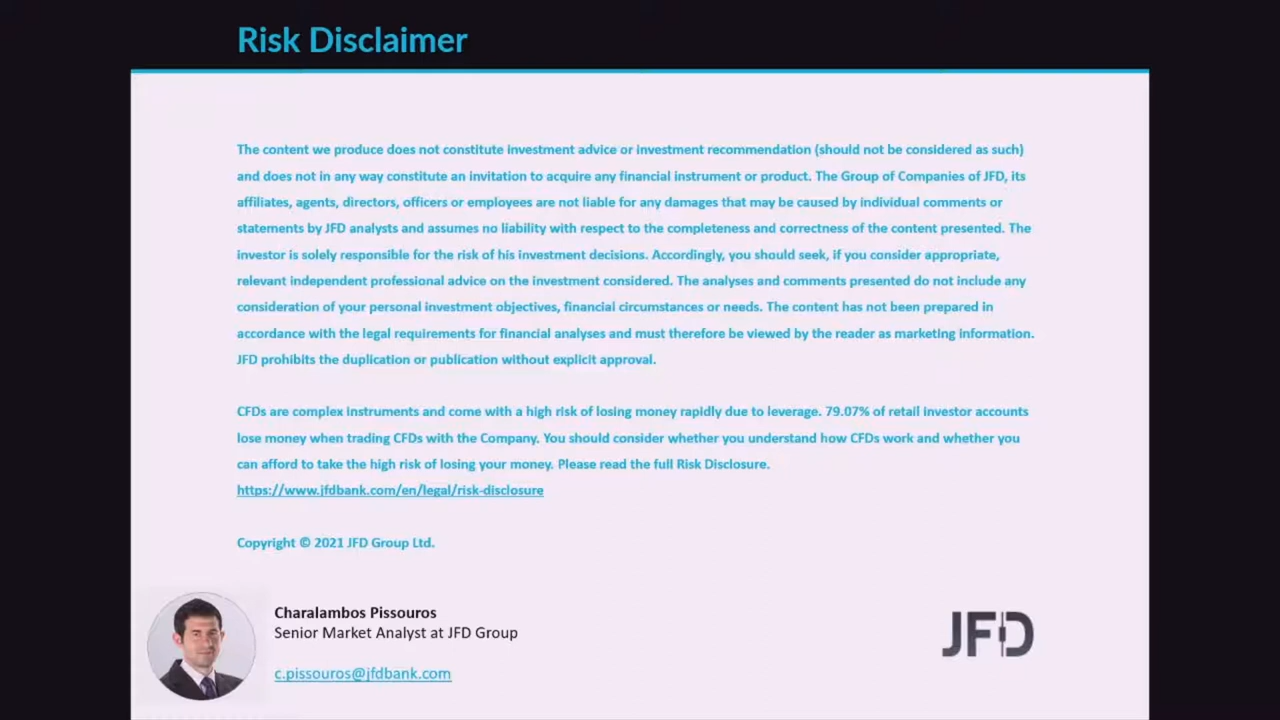 Risk Disclaimer
The content we produce does not constitute investment advice or investment recommendation (should not be considered as such)
and does not in any way constitute an invitation to acquire any financial instrument or product. The Group of Companies of JFD, its
affiliates, agents, directors, officers or employees are not liable for any damages that may be caused by individual comments or
statements by JFD analysts and assumes no liability with respect to the completeness and correctness of the content presented. The
investor is solely responsible for the risk of his investment decisions. Accordingly, you should seek, if you consider appropriate,
relevant independent professional advice on the investment considered. The analyses and comments presented do not include any
consideration of your personal investment objectives, financial circumstances or needs. The content has not been prepared in
accordance with the legal requirements for financial analyses and must therefore be viewed by the reader as marketing information.
JFD prohibits the duplication or publication without explicit approval.
CFDs are complex instruments and come with a high risk of losing money rapidly due to leverage. 79.07% of retail investor accounts
lose money when trading CFDs with the Company. You should consider whether you understand how CFDs work and whether you
can afford to take the high risk of losing your money. Please read the full Risk Disclosure.
https://www.jfdbank.com/en/legal/risk-disclosure
Copyright © 2021 JFD Group Ltd.
Charalambos Pissouros
Senior Market Analyst at JFD Group
c.pissouros@jfdbank.com
JFD